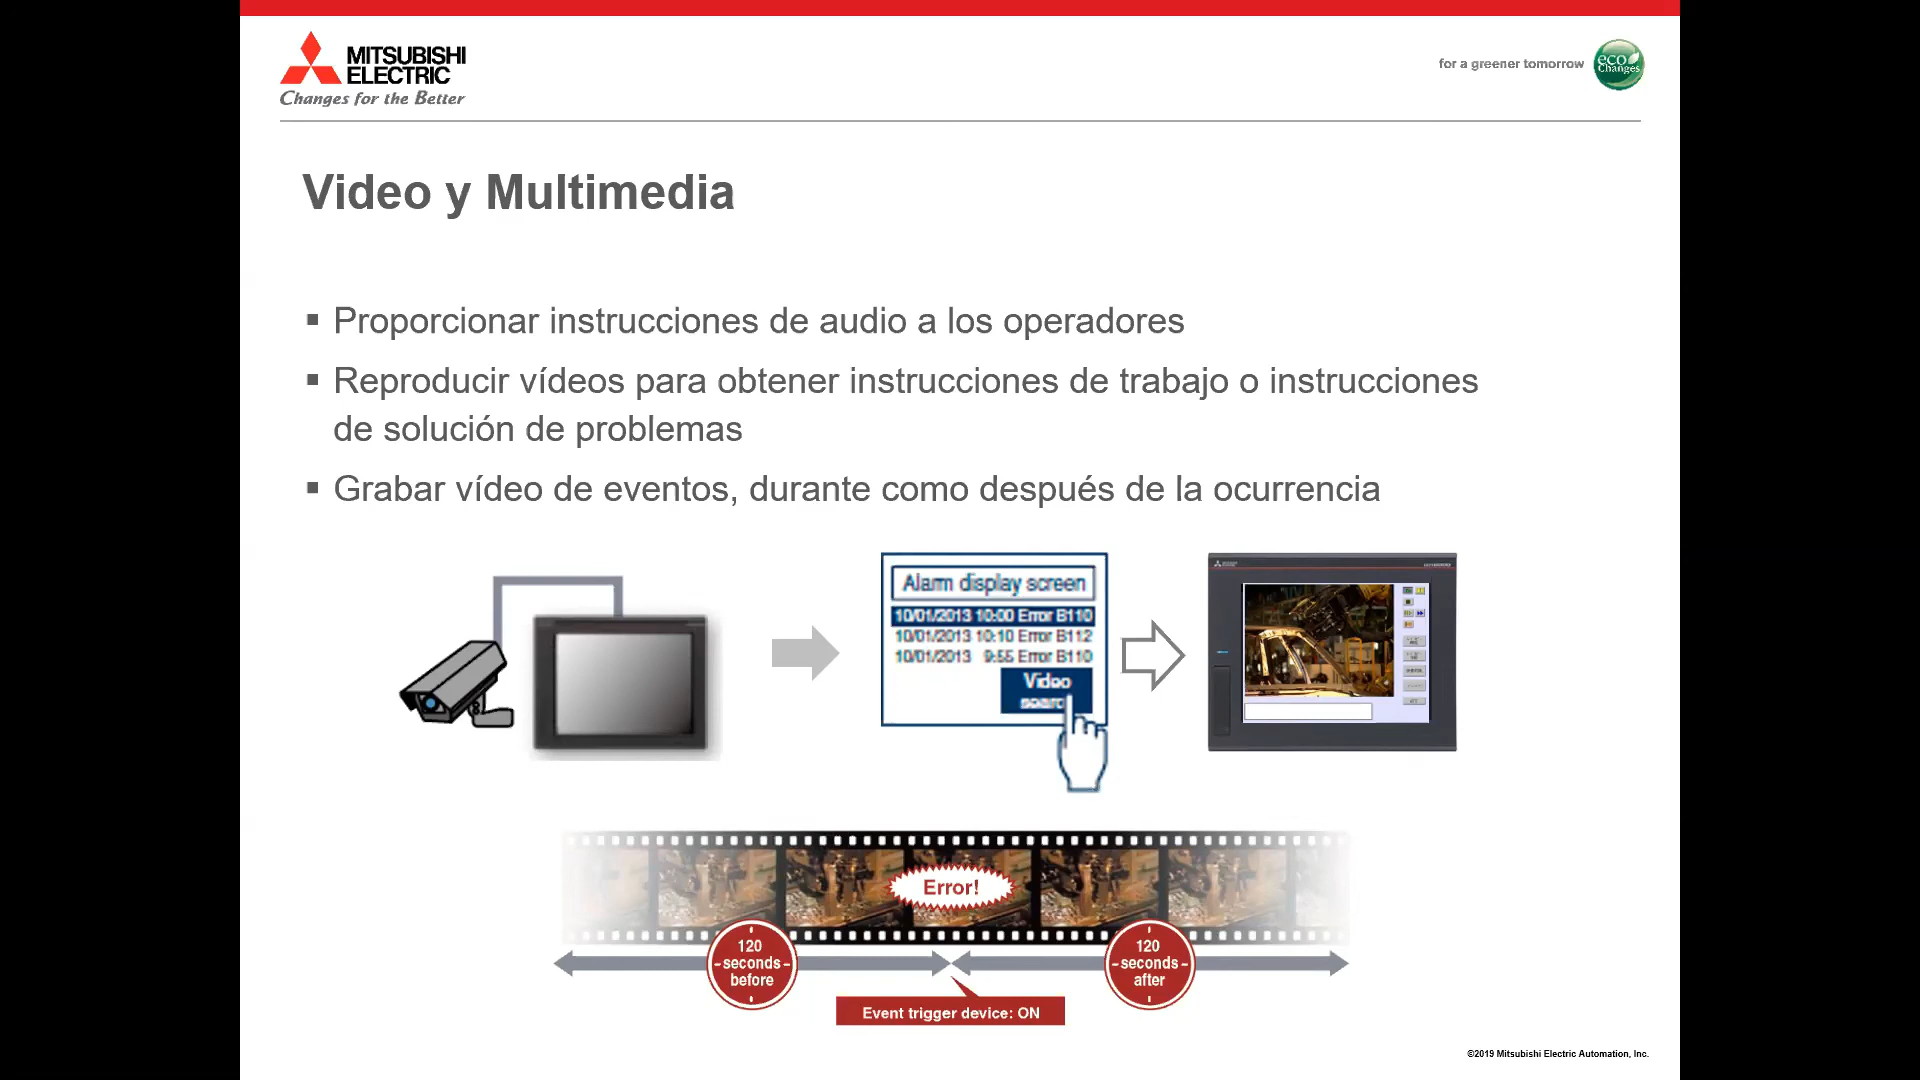 MITSUBISHI
ELECTRIC
Changes for the Better
for a greener tomorrow
eco
Changes
Video y Multimedia
Proporcionar instrucciones de audio a los operadores
Reproducir vídeos para obtener instrucciones de trabajo o instrucciones
de solución de problemas
Grabar vídeo de eventos, durante como después de la ocurrencia
Alarm display screen
10/01/2013 10:00 Error B110
10/01/2013 10:10 Error B112
10/01/2013 9:55 Error B110
Video
Error!
120
seconds
before
120
seconds
after
Event trigger device: ON
©2019 Mitsubishi Electric Automation, Inc.